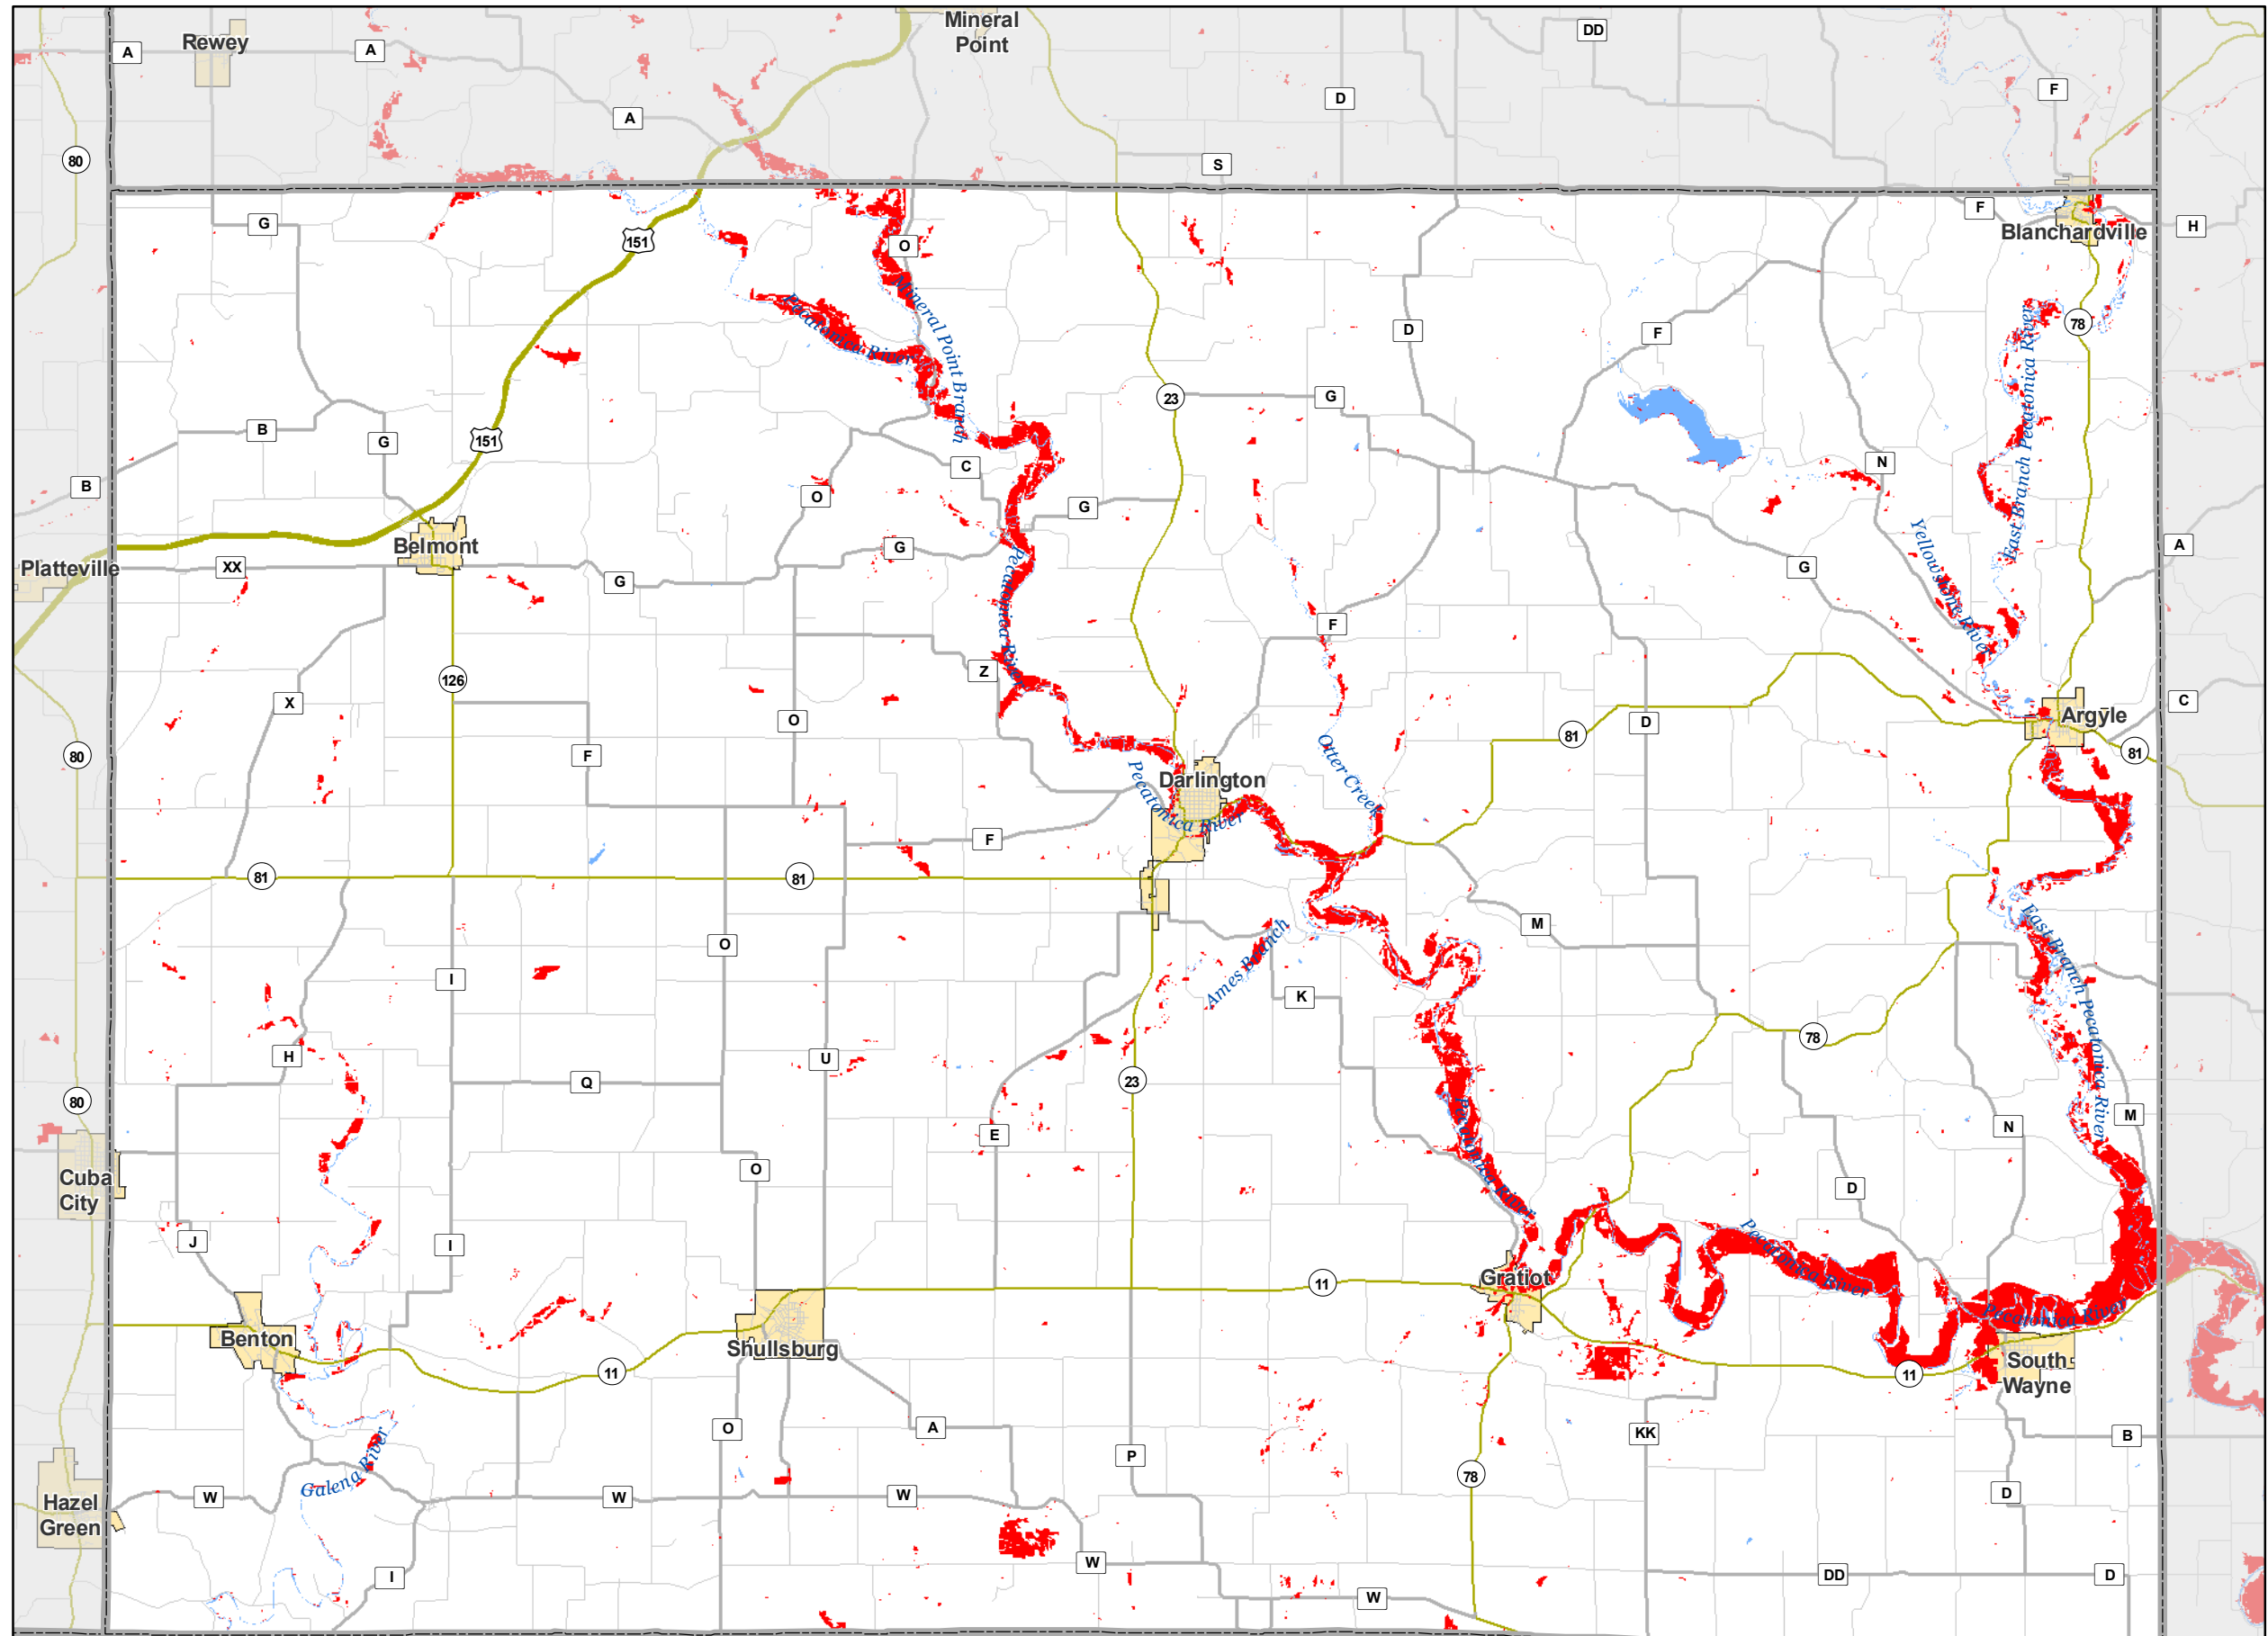 Mineral
Point
Rewey
A
A
DD
F
D
A
80
S
F
H
G
151
O
Blanchardville
Mineral Point Branch
Pecatonica River
D
F
78
East Branch Pecatonica River
23
G
B
G
151
C
N
B
O
G
Yellowstone River
Belmont
G
A
Platteville
XX
G
G
Pecatonica River
F
Z
126
X
O
C
D
Argyle
81
Otter Creek
81
80
F
Pecatonica River
Darlington
F
81
81
M
East Branch Pecatonica River
O
Ames Branch
I
K
78
H
U
Q
23
80
Pecatonica River
E
N
M
O
Cuba
City
D
J
I
Pecatonica River
11
Gratiot
Pecatonica River
Benton
Shullsburg
11
11
South
Wayne
O
A
KK
B
P
Galena River
78
W
W
W
D
Hazel
Green
W
I
DD
D
W